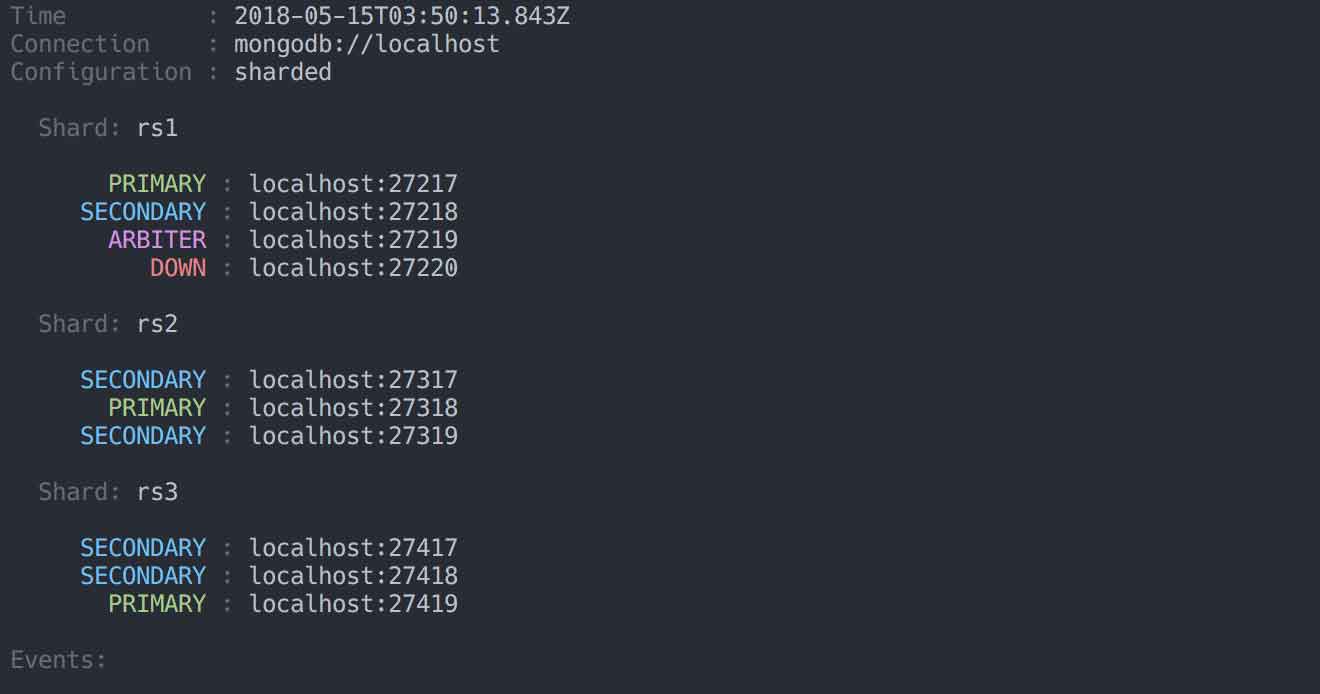 Time          : 2018-05-15T03:50:13.843Z
Connection    : mongodb://localhost
Configuration : sharded
Shard: rs1
PRIMARY : localhost:27217
SECONDARY : localhost:27218
ARBITER : localhost:27219
DOWN : localhost:27220
Shard: rs2
SECONDARY : localhost:27317
PRIMARY : localhost:27318
SECONDARY : localhost:27319
Shard: rs3
SECONDARY : localhost:27417
SECONDARY : localhost:27418
PRIMARY : localhost:27419
Events: